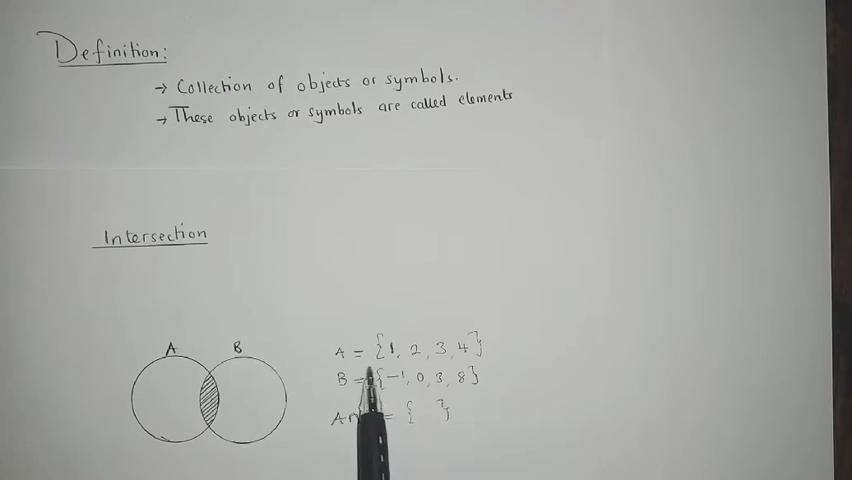 Definition:
→ Collection of objects or symbols.
→ These objects or symbols are called elements
Intersection
A B
A = {1, 2, 3, 4}
B = {-1, 0, 3, 8}
A∩ = { }